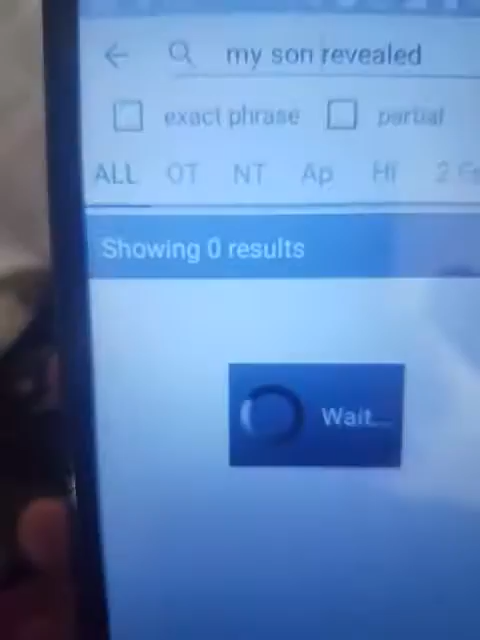 my son revealed
exact phrase partial
ALL OT NT Ap HI
Showing 0 results
Wait...